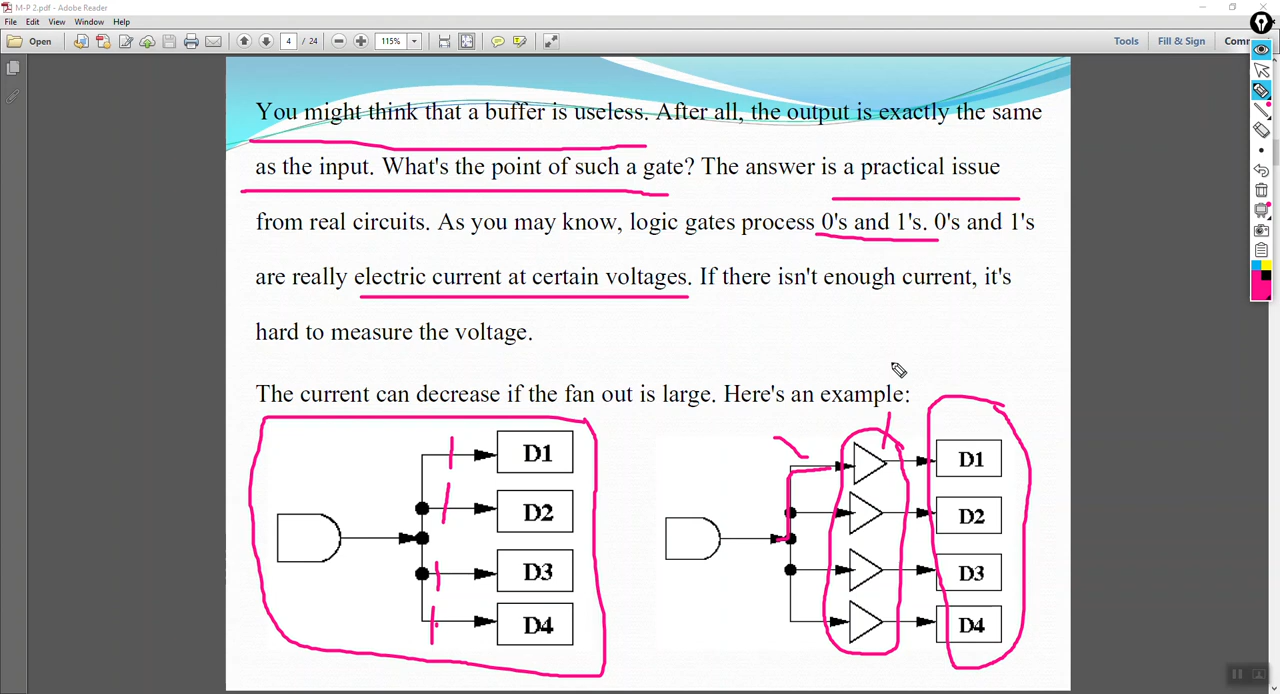 M-P 2.pdf - Adobe Reader
File Edit View Window Help
Open 4 / 24 115% Tools Fill & Sign
You might think that a buffer is useless. After all, the output is exactly the same
as the input. What's the point of such a gate? The answer is a practical issue
from real circuits. As you may know, logic gates process 0's and 1's. 0's and 1's
are really electric current at certain voltages. If there isn't enough current, it's
hard to measure the voltage.
The current can decrease if the fan out is large. Here's an example:
D1
D2
D3
D4
D1
D2
D3
D4